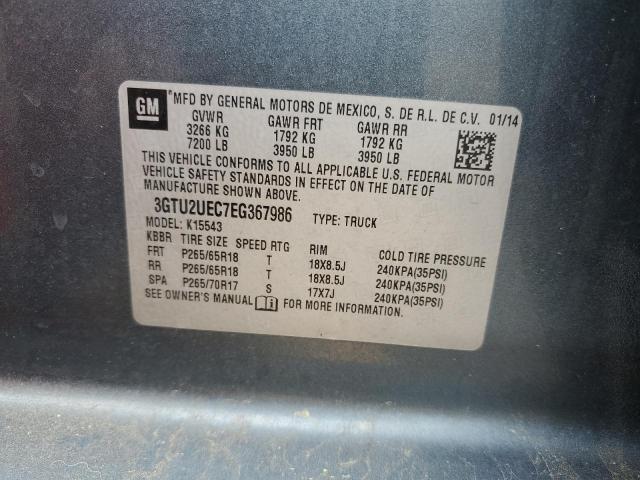 GM ®MFD BY GENERAL MOTORS DE MEXICO, S. DE R.L. DE C.V. 01/14
GVWR GAWR FRT GAWR RR
3266 KG 1792 KG 1792 KG
7200 LB 3950 LB 3950 LB
THIS VEHICLE CONFORMS TO ALL APPLICABLE U.S. FEDERAL MOTOR
VEHICLE SAFETY STANDARDS IN EFFECT ON THE DATE OF
MANUFACTURE SHOWN ABOVE.
3GTU2UEC7EG367986 TYPE: TRUCK
MODEL: K15543
KBBR TIRE SIZE SPEED RTG RIM COLD TIRE PRESSURE
FRT P265/65R18 T 18X8.5J 240KPA(35PSI)
RR P265/65R18 T 18X8.5J 240KPA(35PSI)
SPA P265/70R17 S 17X7J 240KPA(35PSI)
SEE OWNER'S MANUAL FOR MORE INFORMATION.